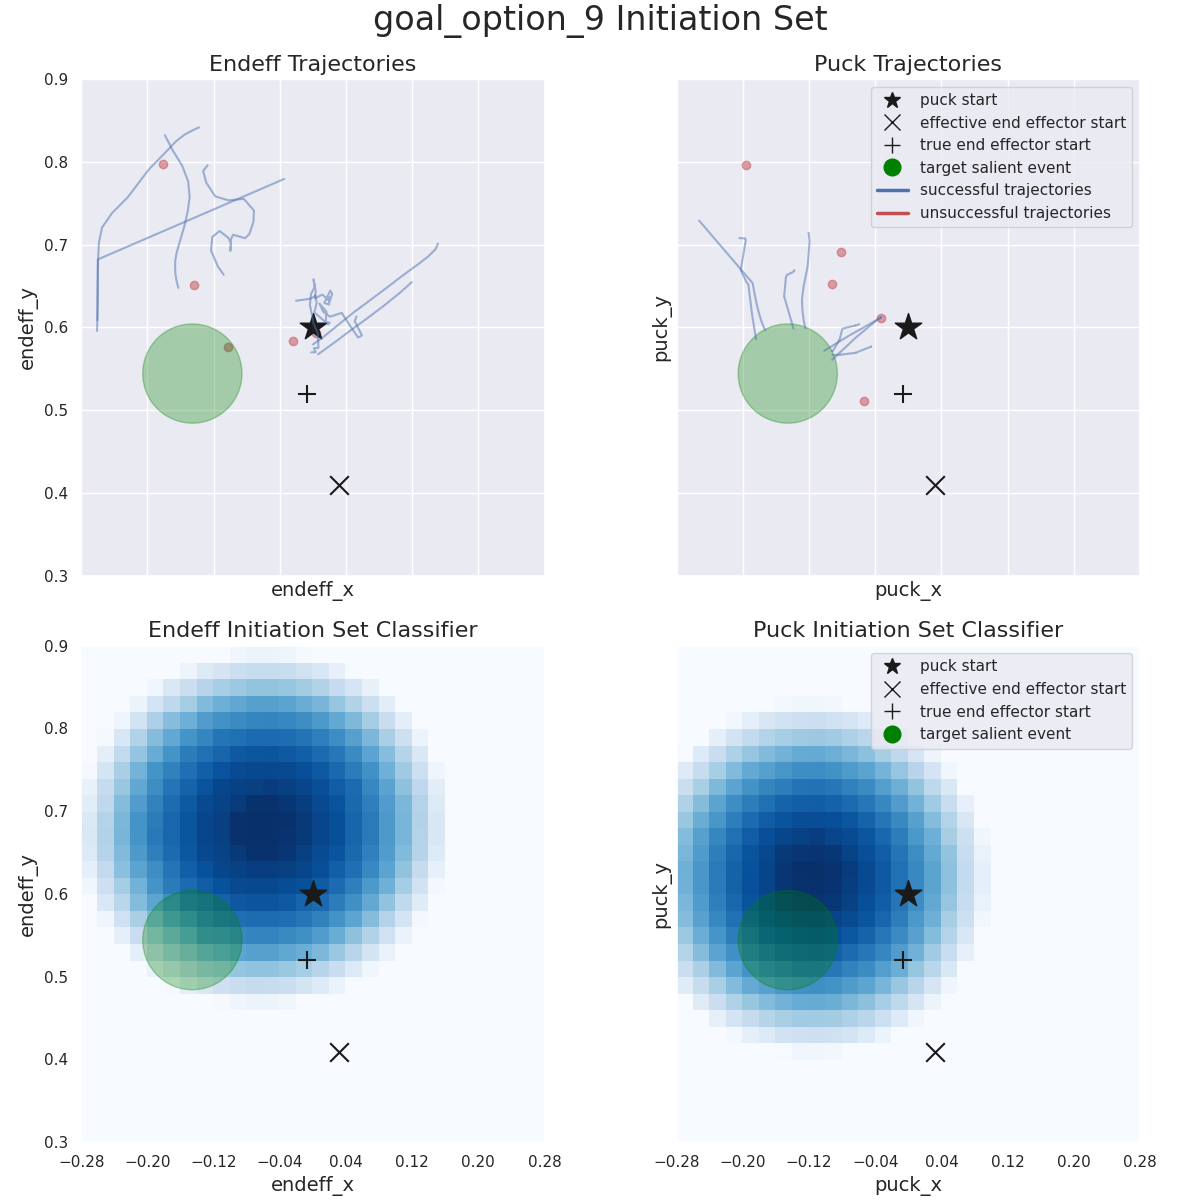 goal_option_9 Initiation Set
Endeff Trajectories
endeff_y
0.9
0.8
0.7
0.6
0.5
0.4
0.3
endeff_x
Puck Trajectories
puck start
effective end effector start
true end effector start
target salient event
successful trajectories
unsuccessful trajectories
puck_y
puck_x
Endeff Initiation Set Classifier
endeff_y
0.9
0.8
0.7
0.6
0.5
0.4
0.3
−0.28 −0.20 −0.12 −0.04 0.04 0.12 0.20 0.28
endeff_x
Puck Initiation Set Classifier
puck start
effective end effector start
true end effector start
target salient event
puck_y
−0.28 −0.20 −0.12 −0.04 0.04 0.12 0.20 0.28
puck_x